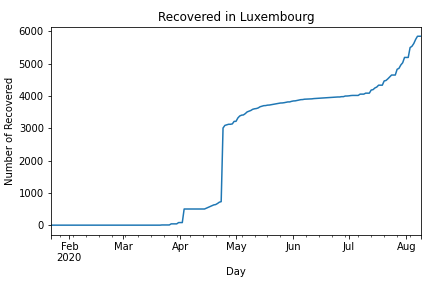 Recovered in Luxembourg
6000
5000
4000
3000
2000
1000
0
Number of Recovered
Feb Mar Apr May Jun Jul Aug
2020
Day